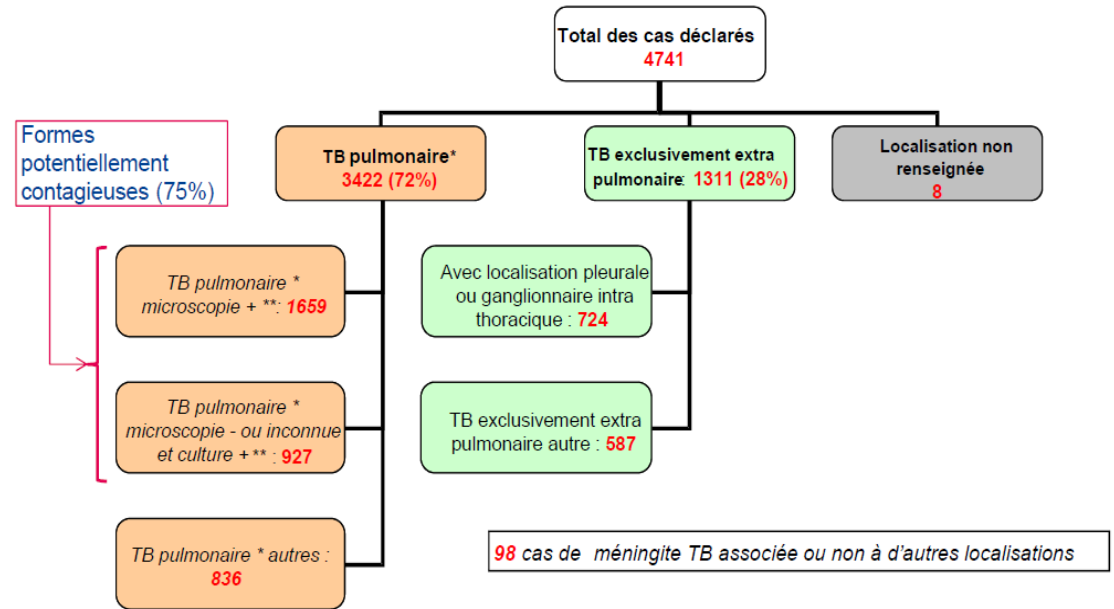 Total des cas déclarés
4741
Formes
potentiellement
contagieuses (75%)
TB pulmonaire*
3422 (72%)
TB exclusivement extra
pulmonaire: 1311 (28%)
Localisation non
renseignée
8
TB pulmonaire *
microscopie + **: 1659
Avec localisation pleurale
ou ganglionnaire intra
thoracique : 724
TB pulmonaire *
microscopie - ou inconnue
et culture + ** : 927
TB exclusivement extra
pulmonaire autre : 587
TB pulmonaire * autres :
836
98 cas de méningite TB associée ou non à d'autres localisations